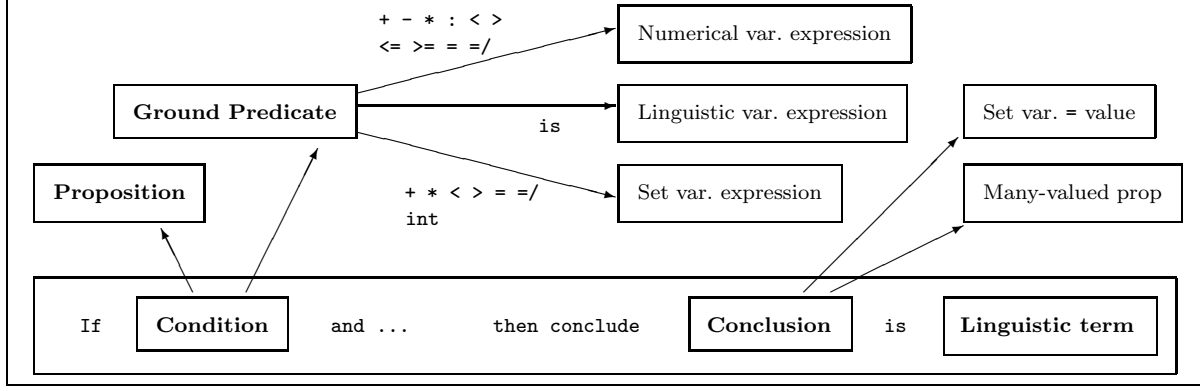 + - * : < >
<= >= = =/
Numerical var. expression
Ground Predicate
is
Linguistic var. expression
Set var. = value
Proposition
+ * < > = =/
int
Set var. expression
Many-valued prop
If Condition and ... then conclude Conclusion is Linguistic term